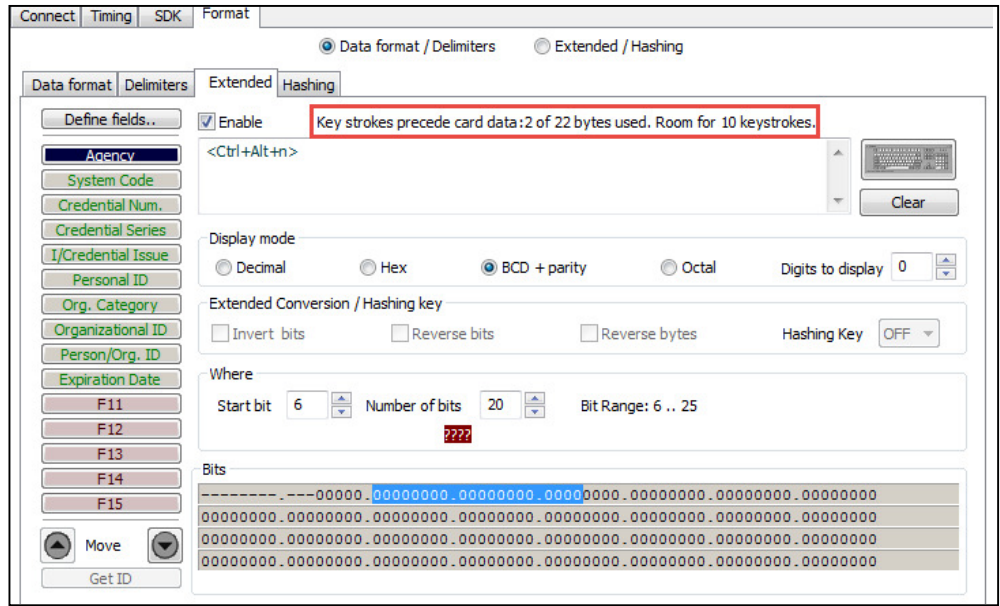 Connect Timing SDK Format
Data format / Delimiters Extended / Hashing
Data format Delimiters Extended Hashing
Define fields..
Enable Key strokes precede card data:2 of 22 bytes used. Room for 10 keystrokes.
Agency
<Ctrl+Alt+n>
System Code
Credential Num.
Clear
Credential Series
I/Credential Issue
Personal ID
Org. Category
Organizational ID
Person/Org. ID
Expiration Date
F11
F12
F13
F14
F15
Move
Get ID
Display mode
Decimal Hex BCD + parity Octal Digits to display 0
Extended Conversion / Hashing key
Invert bits Reverse bits Reverse bytes Hashing Key OFF
Where
Start bit 6 Number of bits 20 Bit Range: 6 .. 25
????
Bits
--------.---00000.00000000.00000000.00000000.00000000.00000000.00000000
00000000.00000000.00000000.00000000.00000000.00000000.00000000.00000000
00000000.00000000.00000000.00000000.00000000.00000000.00000000.00000000
00000000.00000000.00000000.00000000.00000000.00000000.00000000.00000000